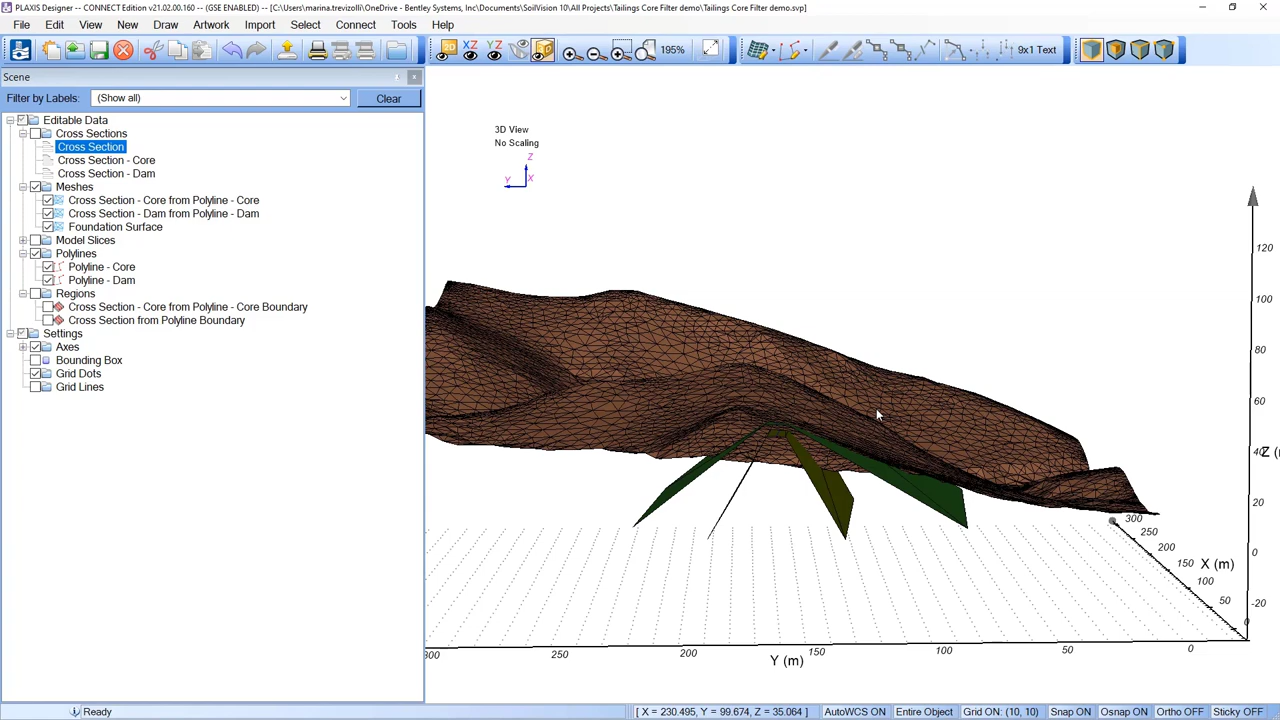 PLAXIS Designer -- CONNECT Edition v21.02.00.160 -- (GSE ENABLED) -- [C:\Users\marina.trevizolli\OneDrive - Bentley Systems, Inc\Documents\SoilVision 10\All Projects\Tailings Core Filter demo\Tailings Core Filter demo.svp]
File Edit View New Draw Artwork Import Select Connect Tools Help
2D XZ YZ 3D 195% 9x1 Text
Scene
Filter by Labels: (Show all) Clear
Editable Data
Cross Sections
Cross Section
Cross Section - Core
Cross Section - Dam
Meshes
Cross Section - Core from Polyline - Core
Cross Section - Dam from Polyline - Dam
Foundation Surface
Model Slices
Polylines
Polyline - Core
Polyline - Dam
Regions
Cross Section - Core from Polyline - Core Boundary
Cross Section from Polyline Boundary
Settings
Axes
Bounding Box
Grid Dots
Grid Lines
3D View
No Scaling
Z
Y X
120
100
80
60
40 Z (
20
0
-20
300
250
200
150 X (m)
100
50
0
300 250 200 150 100 50 0
Y (m)
Ready [ X = 230.495, Y = 99.674, Z = 35.064 ] AutoWCS ON Entire Object Grid ON: (10, 10) Snap ON Osnap ON Ortho OFF Sticky OFF